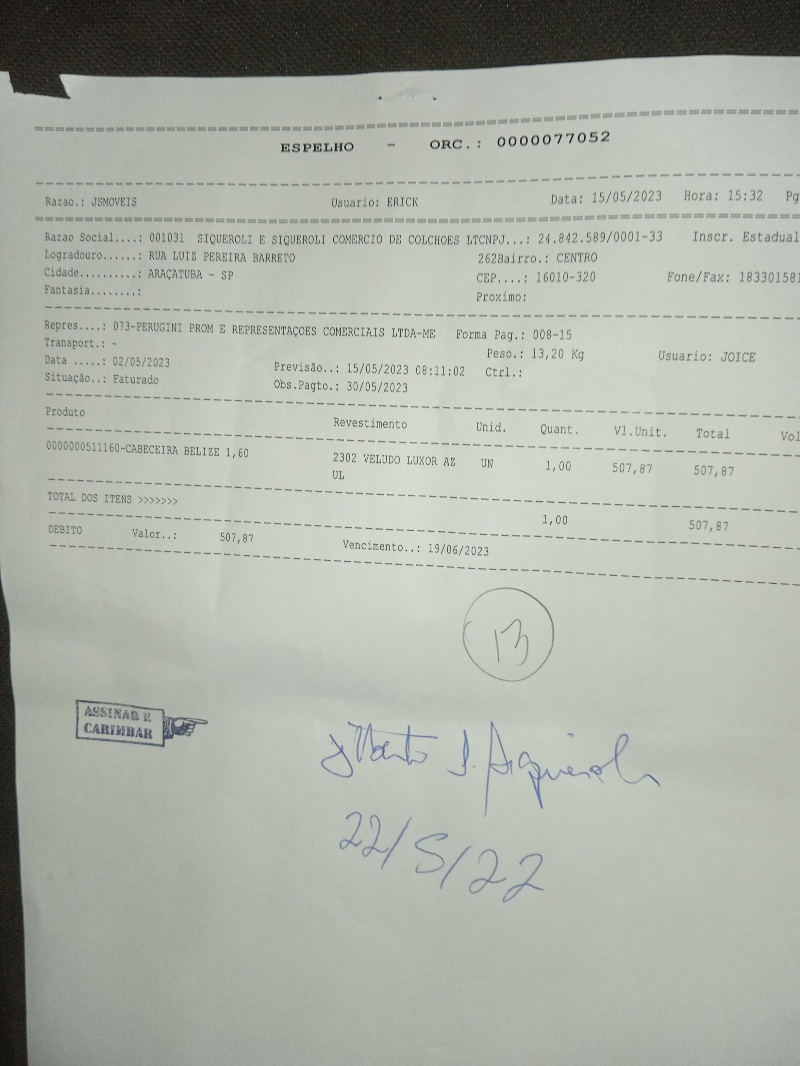 ESPELHO - ORC.: 0000077052
Razao.: JSMOVEIS Usuario: ERICK Data: 15/05/2023 Hora: 15:32 Pg
Razao Social....: 001031 SIQUEROLI E SIQUEROLI COMERCIO DE COLCHOES LTCNPJ...: 24.842.589/0001-33 Inscr. Estadual
Logradouro......: RUA LUIZ PEREIRA BARRETO 262Bairro.: CENTRO
Cidade..........: ARAÇATUBA - SP CEP....: 16010-320 Fone/Fax: 183301581
Fantasia........: Proximo:
Repres....: 073-PERUGINI PROM E REPRESENTAÇOES COMERCIAIS LTDA-ME Forma Pag.: 008-15
Transport.: - Peso.: 13,20 Kg Usuario: JOICE
Data .....: 02/05/2023 Previsão..: 15/05/2023 08:11:02 Ctrl.:
Situação..: Faturado Obs.Pagto.: 30/05/2023
Produto Revestimento Unid. Quant. Vl.Unit. Total Vol
0000000511160-CABECEIRA BELIZE 1,60 2302 VELUDO LUXOR AZ UN 1,00 507,87 507,87
UL
TOTAL DOS ITENS >>>>>>> 1,00 507,87
DEBITO Valor..: 507,87 Vencimento..: 19/06/2023
13
ASSINAR E
CARIMBAR
22/5/22